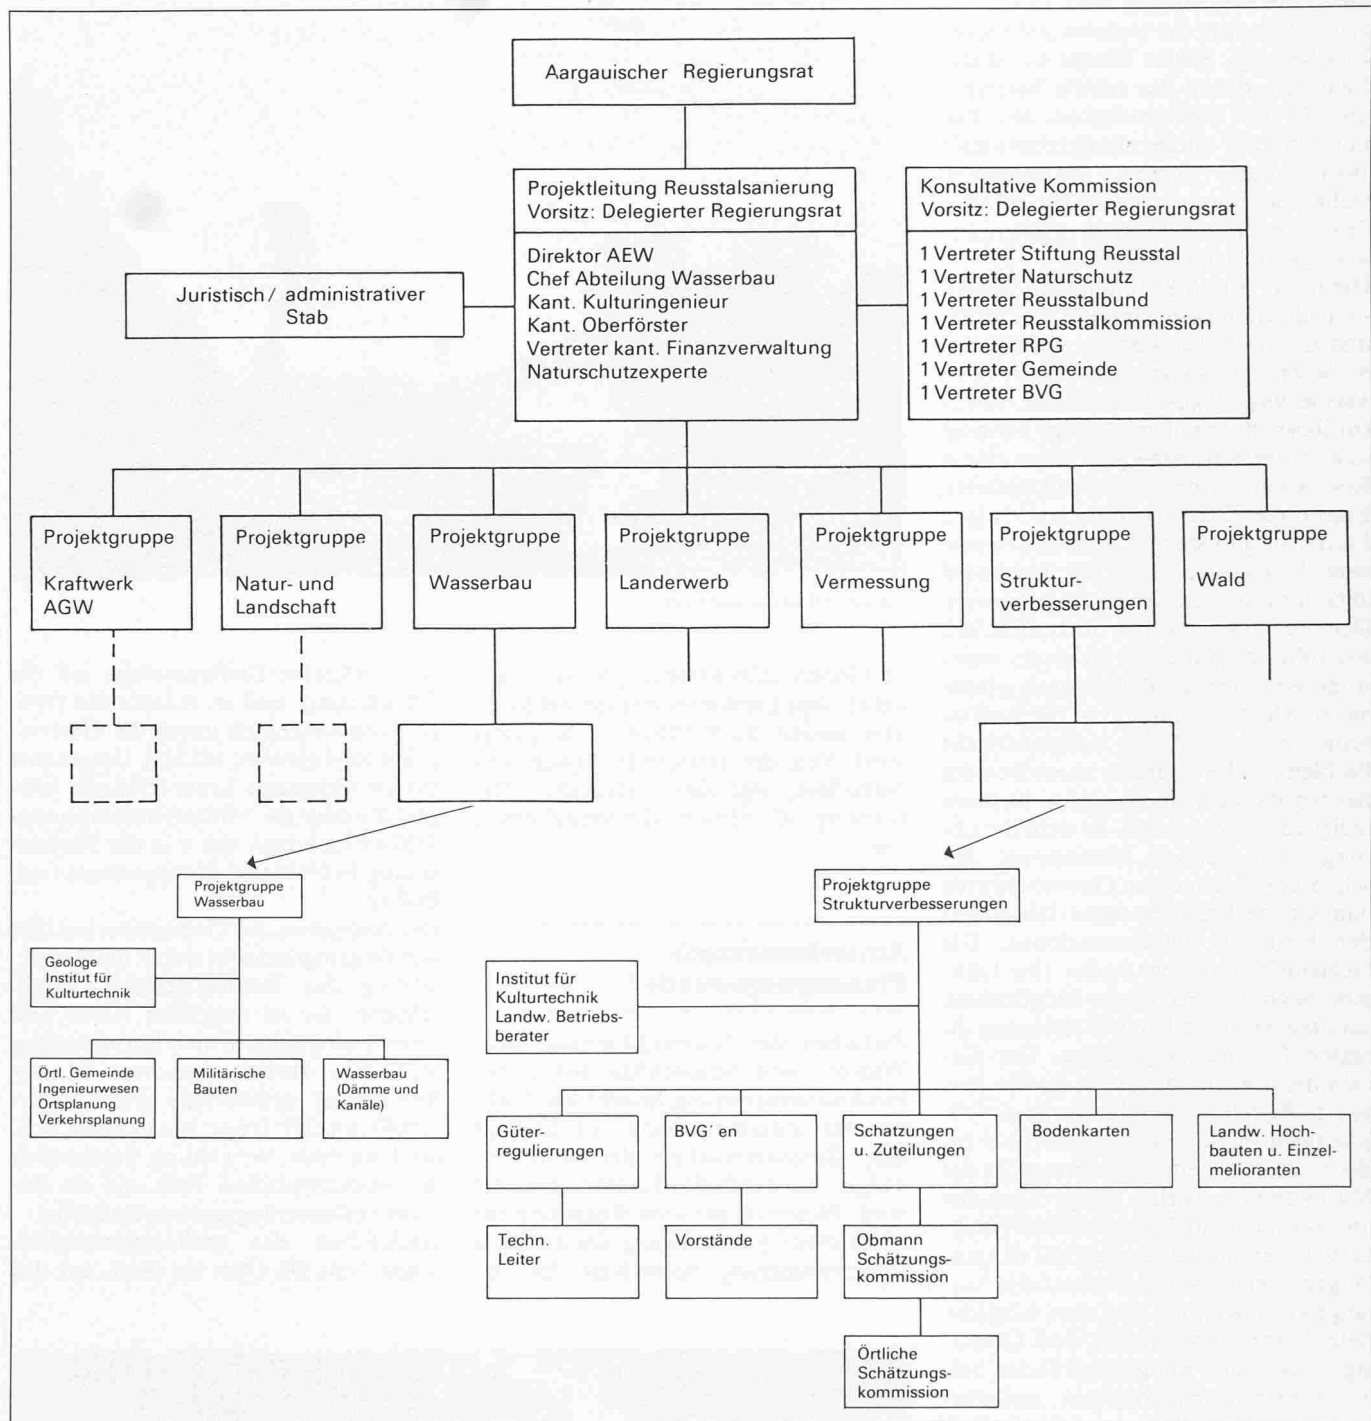 Aargauischer Regierungsrat
Projektleitung Reusstalsanierung
Vorsitz: Delegierter Regierungsrat
Direktor AEW
Chef Abteilung Wasserbau
Kant. Kulturingenieur
Kant. Oberförster
Vertreter kant. Finanzverwaltung
Naturschutzexperte
Konsultative Kommission
Vorsitz: Delegierter Regierungsrat
1 Vertreter Stiftung Reusstal
1 Vertreter Naturschutz
1 Vertreter Reusstalbund
1 Vertreter Reusstalkommission
1 Vertreter RPG
1 Vertreter Gemeinde
1 Vertreter BVG
Juristisch / administrativer
Stab
Projektgruppe
Kraftwerk
AGW
Projektgruppe
Natur- und
Landschaft
Projektgruppe
Wasserbau
Projektgruppe
Landerwerb
Projektgruppe
Vermessung
Projektgruppe
Struktur-
verbesserungen
Projektgruppe
Wald
Projektgruppe
Wasserbau
Geologe
Institut für
Kulturtechnik
Örtl. Gemeinde
Ingenieurwesen
Ortsplanung
Verkehrsplanung
Militärische
Bauten
Wasserbau
(Dämme und
Kanäle)
Projektgruppe
Strukturverbesserungen
Institut für
Kulturtechnik
Landw. Betriebs-
berater
Güter-
regulierungen
BVG'en
Schatzungen
u. Zuteilungen
Bodenkarten
Landw. Hoch-
bauten u. Einzel-
melioranten
Techn.
Leiter
Vorstände
Obmann
Schätzungs-
kommission
Örtliche
Schätzungs-
kommission